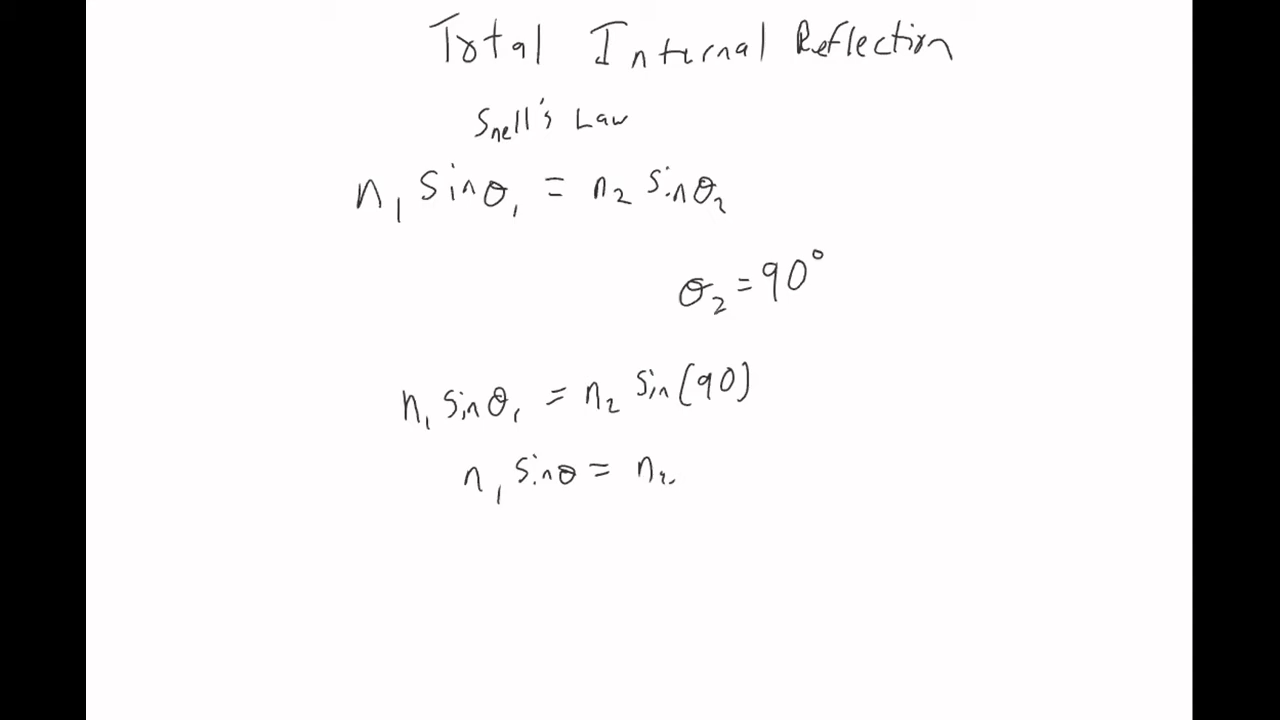 Total Internal Reflection
Snell's Law
n₁ sinθ₁ = n₂ sinθ₂
θ₂ = 90°
n₁ sinθ₁ = n₂ sin(90)
n₁ sinθ = n₂